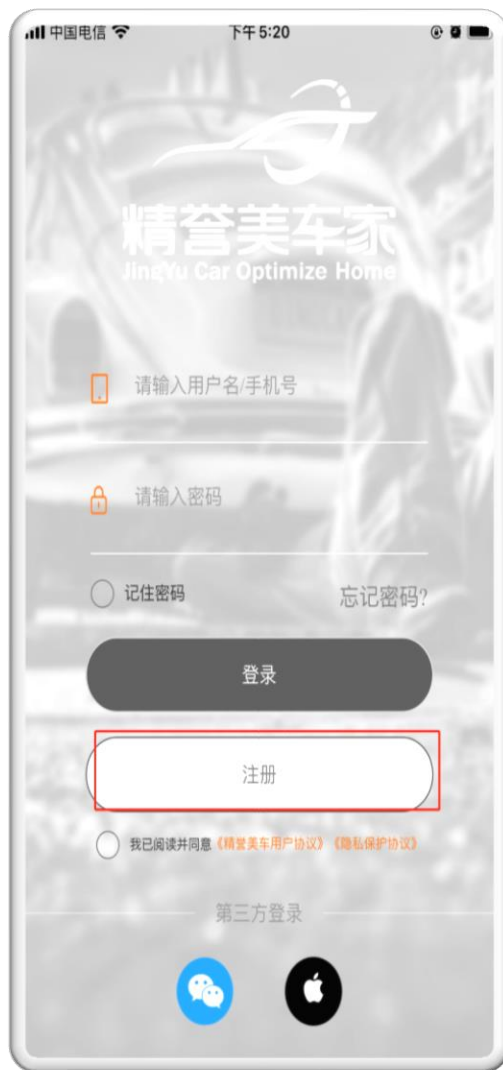 中国电信 下午5:20
精誉美车家
JingYu Car Optimize Home
请输入用户名/手机号
请输入密码
记住密码 忘记密码?
登录
注册
我已阅读并同意《精誉美车用户协议》《隐私保护协议》
第三方登录